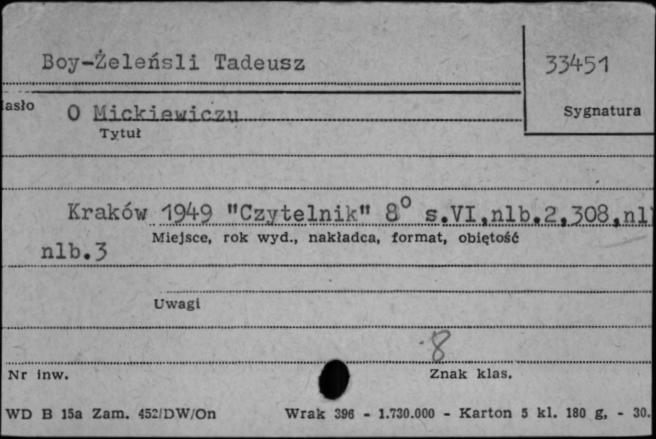 Boy-Żeleńsli Tadeusz
33451
asło
O Mickiewiczu
Sygnatura
Tytuł
Kraków 1949 "Czytelnik" 8° s.VI,nlb.2,308,nl
Miejsce, rok wyd., nakładca, format, obiętość
nlb.3
Uwagi
8
Nr inw.
Znak klas.
WD B 15a Zam. 452/DW/On Wrak 396 - 1.730.000 - Karton 5 kl. 180 g, - 30.